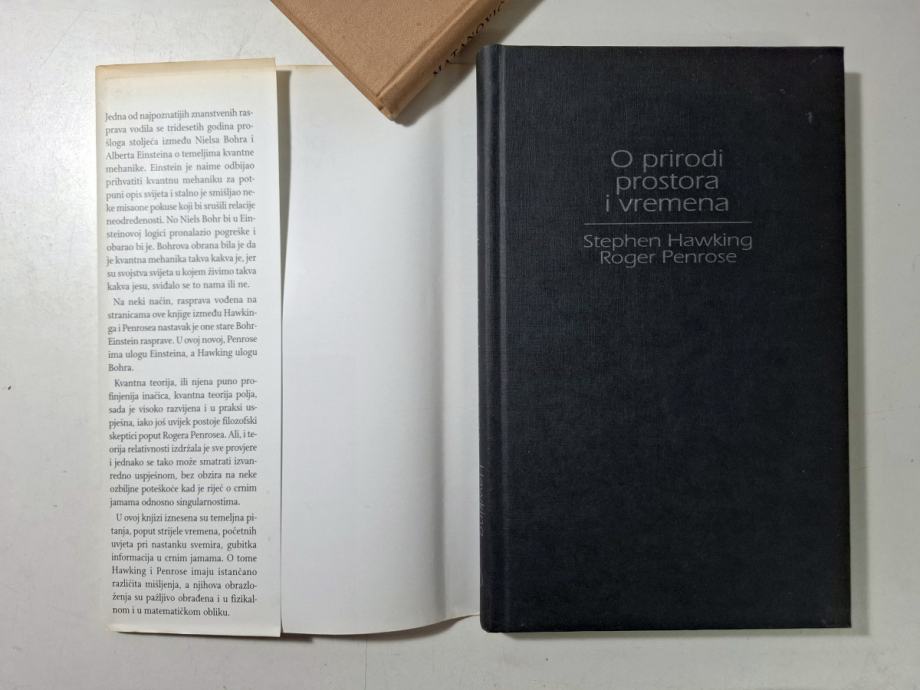 Jedna od najpoznatijih znanstvenih ras-
prava vodila se tridesetih godina pro-
šloga stoljeća između Nielsa Bohra i
Alberta Einsteina o temeljima kvantne
mehanike. Einstein je naime odbijao
prihvatiti kvantnu mehaniku za pot-
puni opis svijeta i stalno je smišljao ne-
ke misaone pokuse koji bi srušili relacije
neodređenosti. No Niels Bohr bi u Ein-
steinovoj logici pronalazio pogreške i
obarao bi je. Bohrova obrana bila je da
je kvantna mehanika takva kakva je, jer
su svojstva svijeta u kojem živimo takva
kakva jesu, sviđalo se to nama ili ne.
Na neki način, rasprava vođena na
stranicama ove knjige između Hawkin-
ga i Penrosea nastavak je one stare Bohr-
Einstein rasprave. U ovoj novoj, Penrose
ima ulogu Einsteina, a Hawking ulogu
Bohra.
Kvantna teorija, ili njena puno pro-
finjenija inačica, kvantna teorija polja,
sada je visoko razvijena i u praksi us-
pješna, iako još uvijek postoje filozofski
skeptici poput Rogera Penrosea. Ali, i te-
orija relativnosti izdržala je sve provjere
i jednako se tako može smatrati izvan-
redno uspješnom, bez obzira na neke
ozbiljne poteškoće kad je riječ o crnim
jamama odnosno singularnostima.
U ovoj knjizi iznesena su temeljna pi-
tanja, poput strijele vremena, početnih
uvjeta pri nastanku svemira, gubitka
informacija u crnim jamama. O tome
Hawking i Penrose imaju istančano
različita mišljenja, a njihova obrazlo-
ženja su pažljivo obrađena i u fizikal-
nom i u matematičkom obliku.
MATANOVIĆ
O prirodi
prostora
i vremena
Stephen Hawking
Roger Penrose